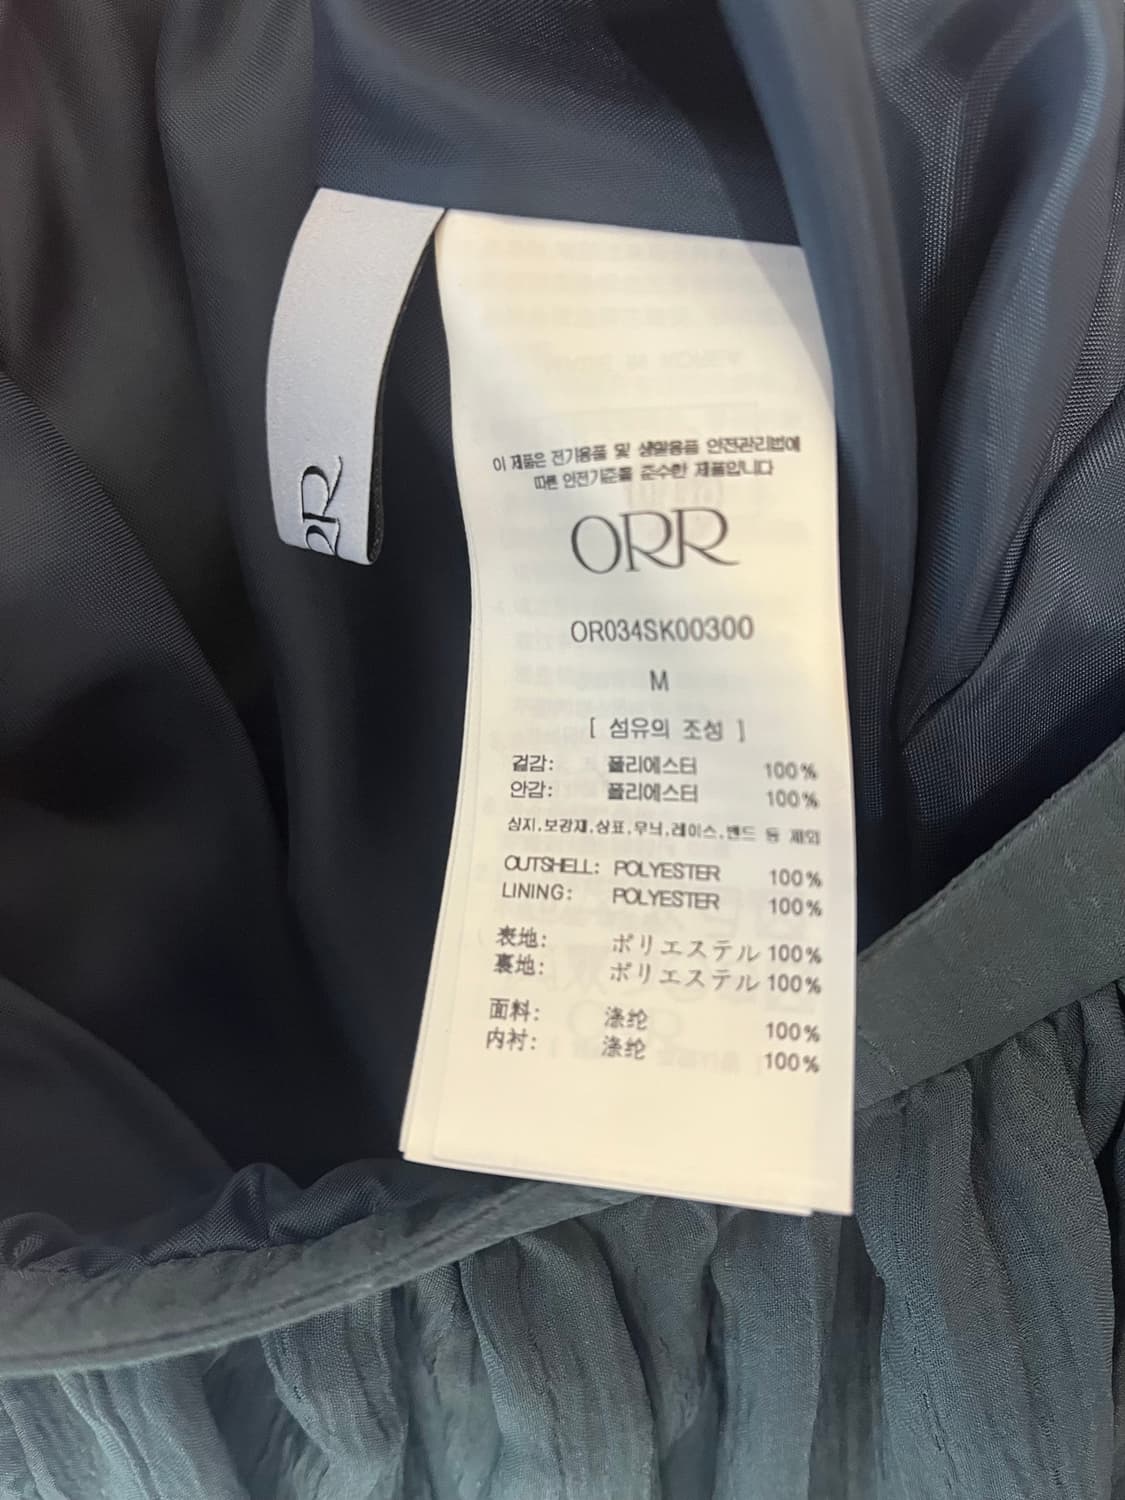 이 제품은 전기용품 및 생활용품 안전관리법에
따른 안전기준을 준수한 제품입니다
ORR
OR034SK00300
M
[ 섬유의 조성 ]
겉감: 폴리에스터 100%
안감: 폴리에스터 100%
심지,보강재,상표,무늬,레이스,밴드 등 제외
OUTSHELL: POLYESTER 100%
LINING: POLYESTER 100%
表地: ポリエステル 100%
裏地: ポリエステル 100%
面料: 涤纶 100%
内衬: 涤纶 100%